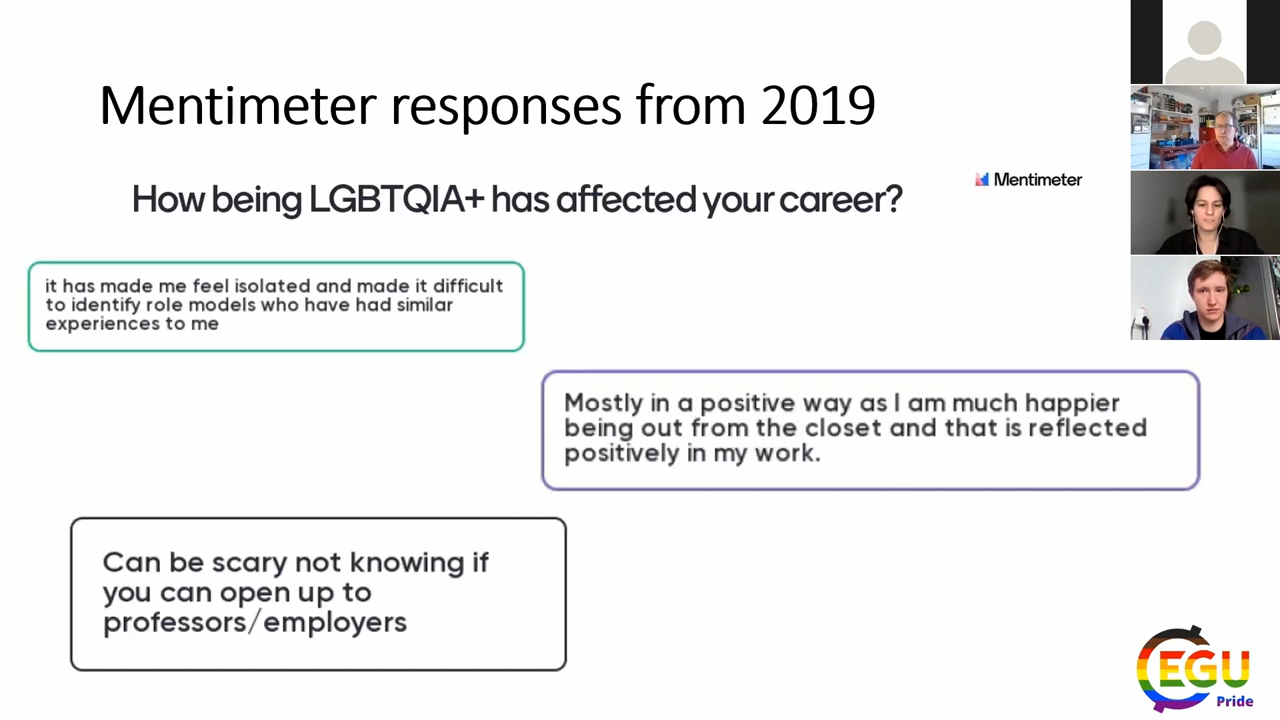 Mentimeter responses from 2019
How being LGBTQIA+ has affected your career?
Mentimeter
it has made me feel isolated and made it difficult
to identify role models who have had similar
experiences to me
Mostly in a positive way as I am much happier
being out from the closet and that is reflected
positively in my work.
Can be scary not knowing if
you can open up to
professors/employers
EGU
Pride